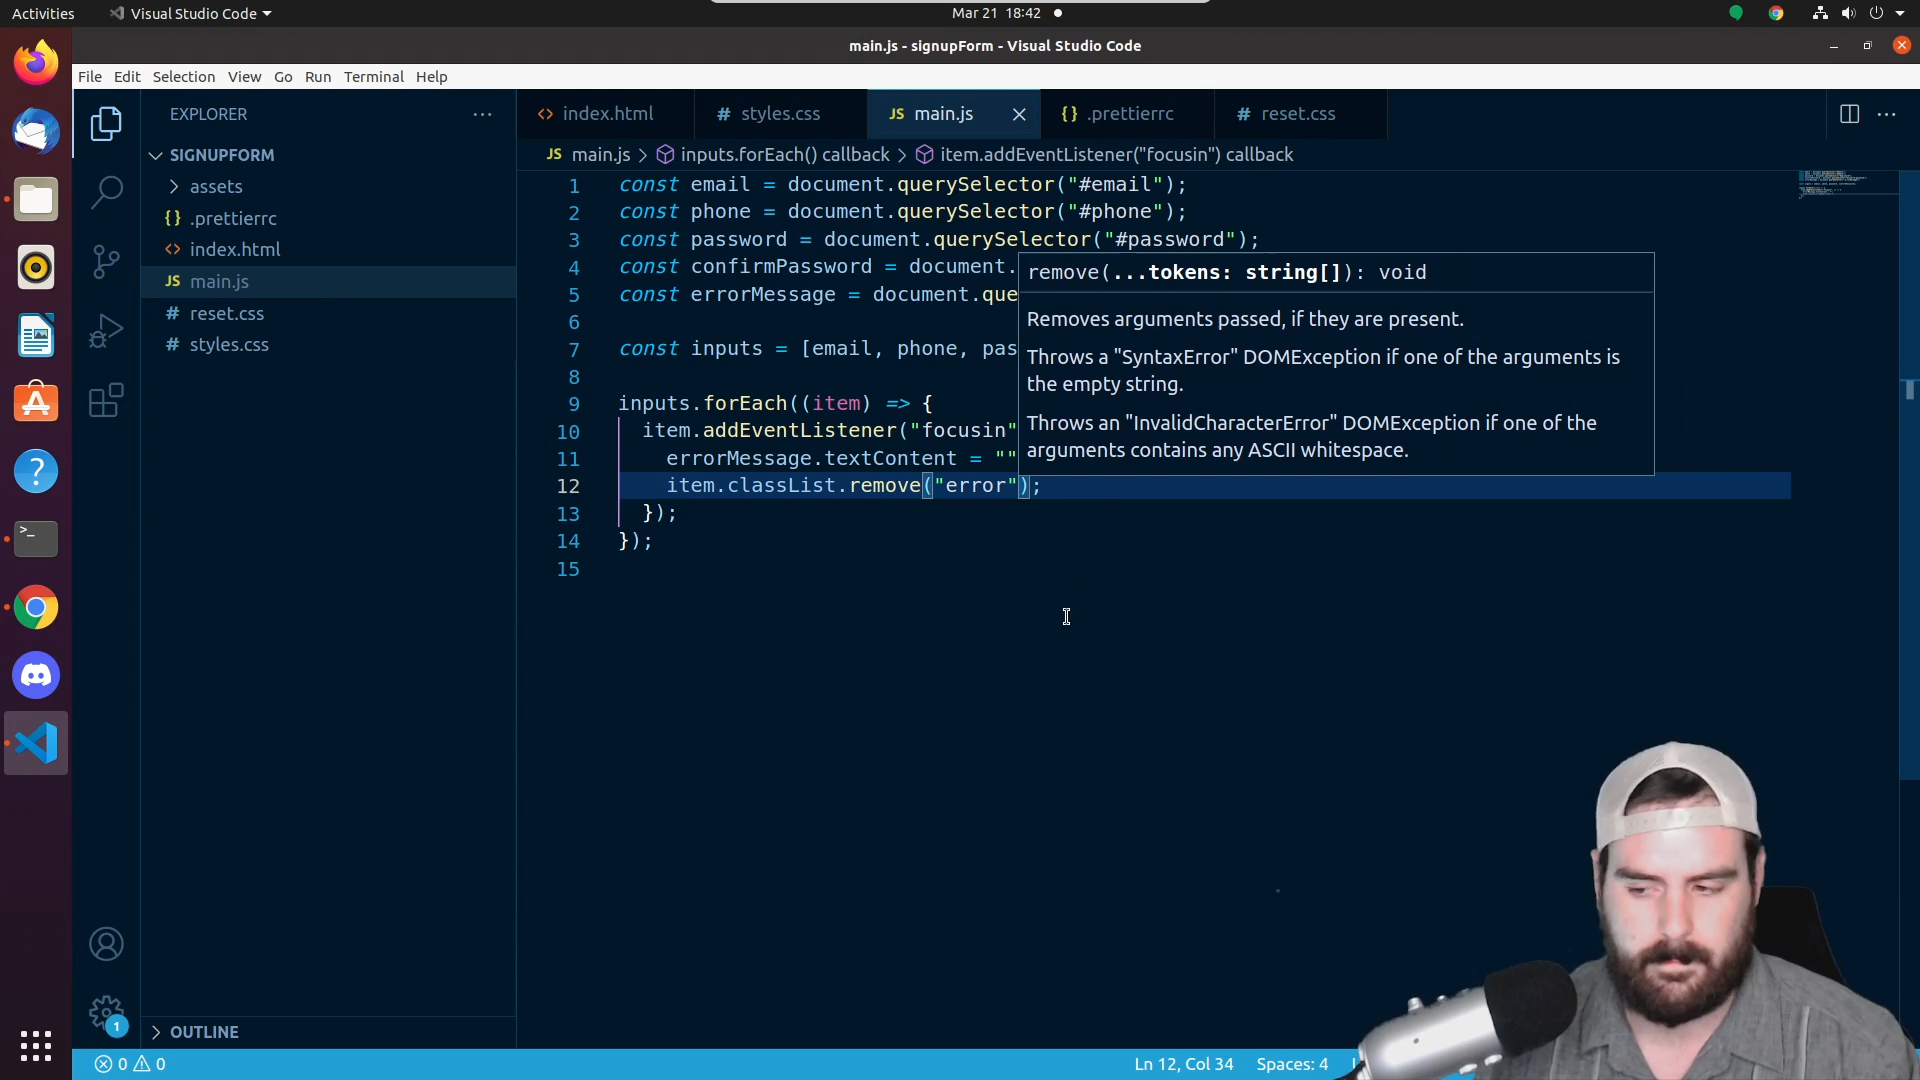 Activities
Visual Studio Code
Mar 21 18:42
main.js - signupForm - Visual Studio Code
File Edit Selection View Go Run Terminal Help
EXPLORER
SIGNUPFORM
assets
{} .prettierrc
<> index.html
JS main.js
# reset.css
# styles.css
OUTLINE
<> index.html
# styles.css
JS main.js
{} .prettierrc
# reset.css
JS main.js > inputs.forEach() callback > item.addEventListener("focusin") callback
1 const email = document.querySelector("#email");
2 const phone = document.querySelector("#phone");
3 const password = document.querySelector("#password");
4 const confirmPassword = document.
5 const errorMessage = document.que
6
7 const inputs = [email, phone, pas
8
9 inputs.forEach((item) => {
10 item.addEventListener("focusin"
11 errorMessage.textContent = ""
12 item.classList.remove("error");
13 });
14 });
15
remove(...tokens: string[]): void
Removes arguments passed, if they are present.
Throws a "SyntaxError" DOMException if one of the arguments is
the empty string.
Throws an "InvalidCharacterError" DOMException if one of the
arguments contains any ASCII whitespace.
1
0 0
Ln 12, Col 34
Spaces: 4